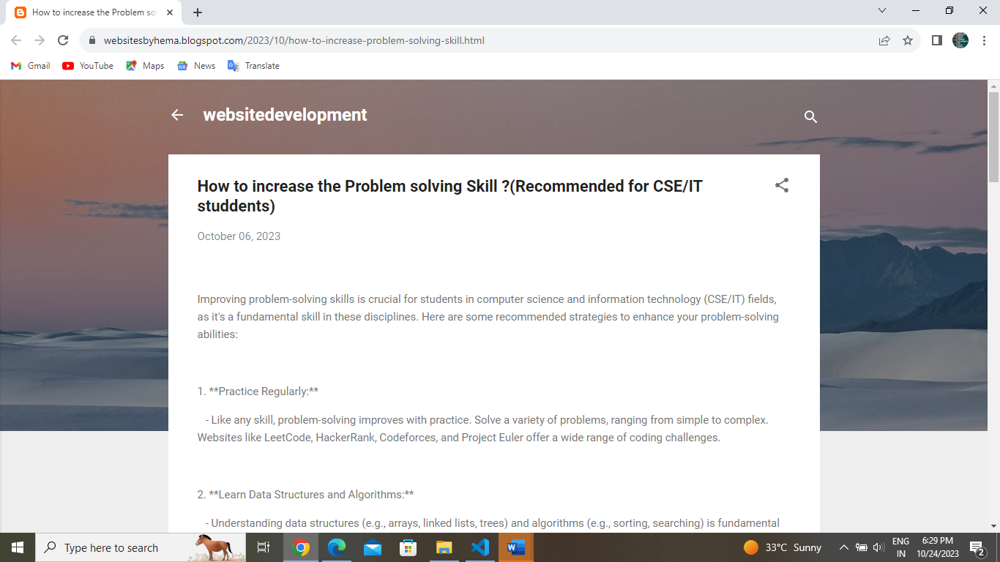 How to increase the Problem so
websitesbyhema.blogspot.com/2023/10/how-to-increase-problem-solving-skill.html
Gmail YouTube Maps News Translate
websitedevelopment
How to increase the Problem solving Skill ?(Recommended for CSE/IT
studdents)
October 06, 2023
Improving problem-solving skills is crucial for students in computer science and information technology (CSE/IT) fields,
as it's a fundamental skill in these disciplines. Here are some recommended strategies to enhance your problem-solving
abilities:
1. **Practice Regularly:**
- Like any skill, problem-solving improves with practice. Solve a variety of problems, ranging from simple to complex.
Websites like LeetCode, HackerRank, Codeforces, and Project Euler offer a wide range of coding challenges.
2. **Learn Data Structures and Algorithms:**
- Understanding data structures (e.g., arrays, linked lists, trees) and algorithms (e.g., sorting, searching) is fundamental
Type here to search
33°C Sunny
ENG
IN
6:29 PM
10/24/2023
2